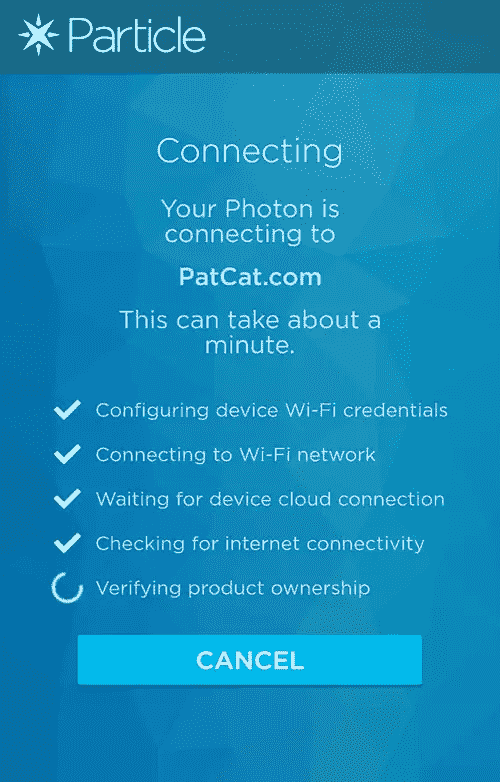 Particle
Connecting
Your Photon is
connecting to
PatCat.com
This can take about a
minute.
Configuring device Wi-Fi credentials
Connecting to Wi-Fi network
Waiting for device cloud connection
Checking for internet connectivity
Verifying product ownership
CANCEL